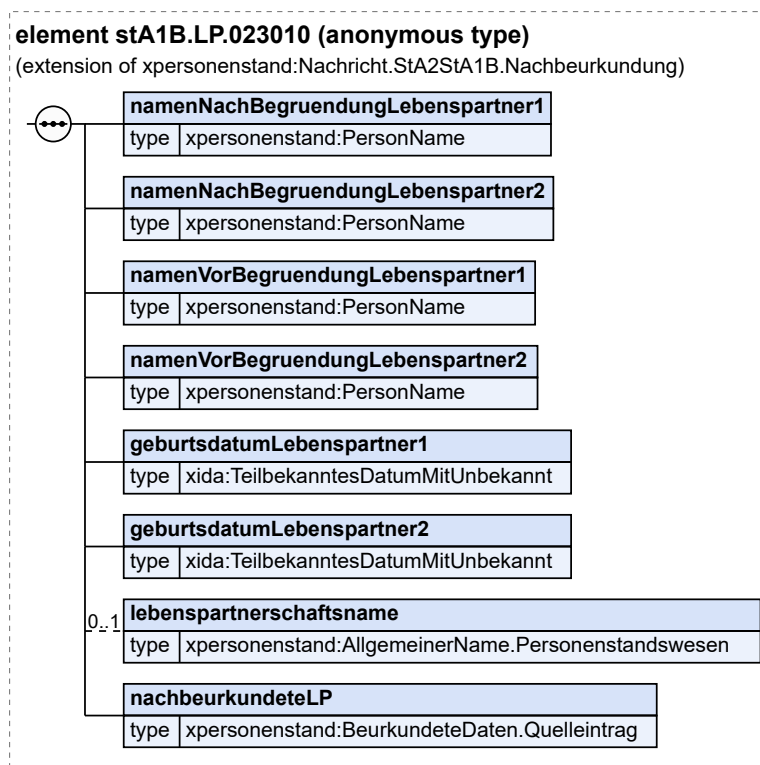 element stA1B.LP.023010 (anonymous type)
(extension of xpersonenstand:Nachricht.StA2StA1B.Nachbeurkundung)
namenNachBegruendungLebenspartner1
type xpersonenstand:PersonName
namenNachBegruendungLebenspartner2
type xpersonenstand:PersonName
namenVorBegruendungLebenspartner1
type xpersonenstand:PersonName
namenVorBegruendungLebenspartner2
type xpersonenstand:PersonName
geburtsdatumLebenspartner1
type xida:TeilbekanntesDatumMitUnbekannt
geburtsdatumLebenspartner2
type xida:TeilbekanntesDatumMitUnbekannt
0..1 lebenspartnerschaftsname
type xpersonenstand:AllgemeinerName.Personenstandswesen
nachbeurkundeteLP
type xpersonenstand:BeurkundeteDaten.Quelleintrag